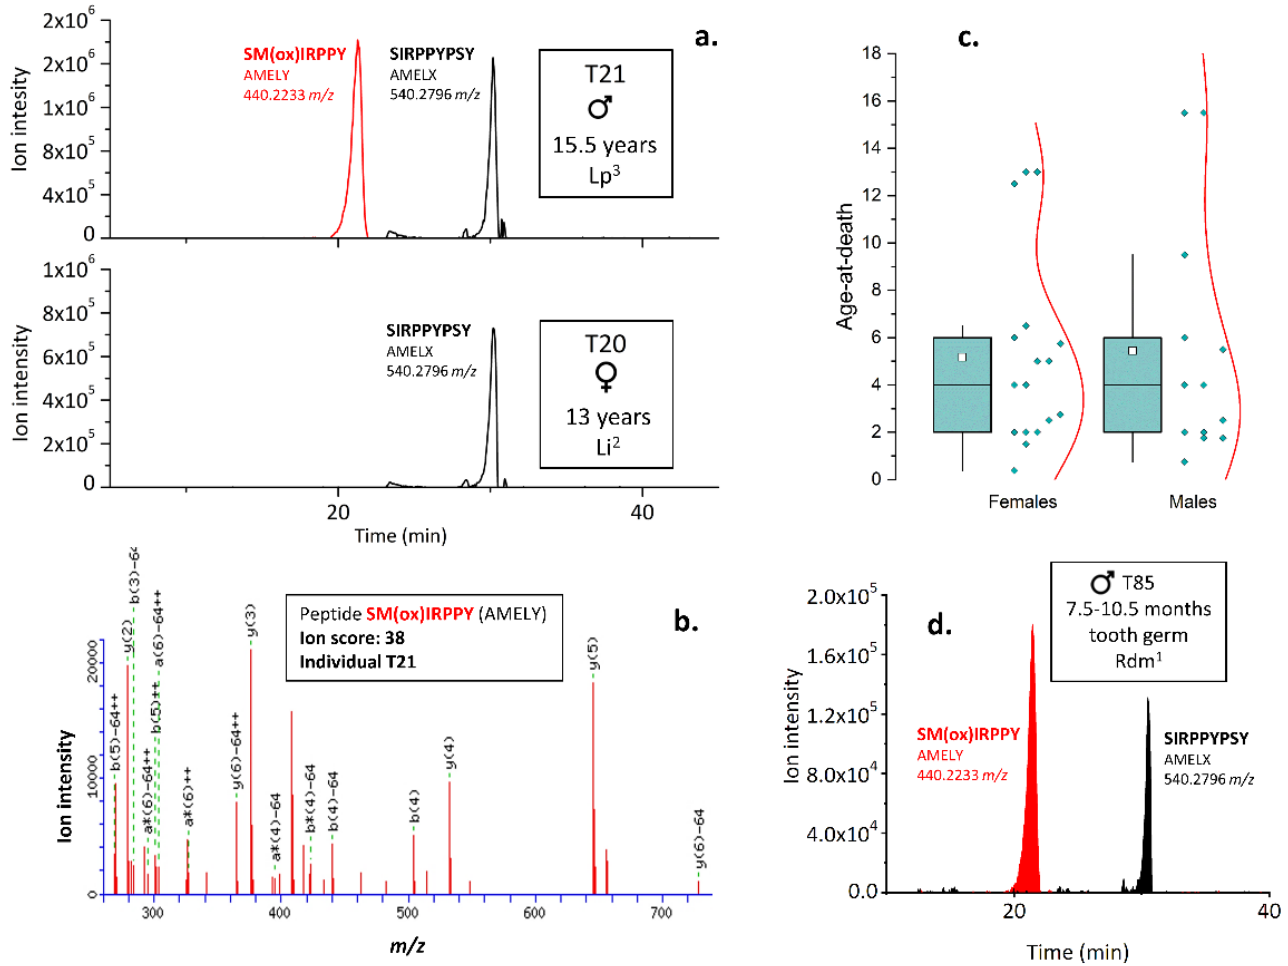 a.
2x10⁶
2x10⁶
1x10⁶
8x10⁵
4x10⁵
0
Ion intesity
SM(ox)IRPPY
AMELY
440.2233 m/z
SIRPPYPSY
AMELX
540.2796 m/z
T21
♂
15.5 years
Lp³
1x10⁶
8x10⁵
6x10⁵
4x10⁵
2x10⁵
0
Ion intensity
SIRPPYPSY
AMELX
540.2796 m/z
T20
♀
13 years
Li²
20
40
Time (min)
c.
18
16
14
12
10
8
6
4
2
0
Age-at-death
Females
Males
b.
Peptide SM(ox)IRPPY (AMELY)
Ion score: 38
Individual T21
20000
10000
0
Ion intensity
b(5)-64++
y(2)
b(3)-64
a*(6)-64++
b(5)++
a(6)-64++
a*(6)++
y(6)-64++
y(3)
a*(4)-64
b*(4)-64
b(4)-64
b(4)
y(4)
y(5)
y(6)-64
300
400
500
600
700
m/z
d.
♂ T85
7.5-10.5 months
tooth germ
Rdm¹
2.0x10⁵
1.6x10⁵
1.2x10⁵
8.0x10⁴
4.0x10⁴
0.0
Ion intensity
SM(ox)IRPPY
AMELY
440.2233 m/z
SIRPPYPSY
AMELX
540.2796 m/z
20
40
Time (min)